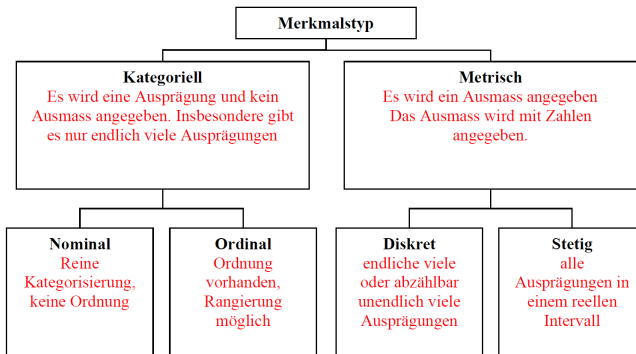 Merkmalstyp
Kategoriell
Es wird eine Ausprägung und kein
Ausmass angegeben. Insbesondere gibt
es nur endlich viele Ausprägungen
Metrisch
Es wird ein Ausmass angegeben
Das Ausmass wird mit Zahlen
angegeben.
Nominal
Reine
Kategorisierung,
keine Ordnung
Ordinal
Ordnung
vorhanden,
Rangierung
möglich
Diskret
endliche viele
oder abzählbar
unendlich viele
Ausprägungen
Stetig
alle
Ausprägungen in
einem reellen
Intervall